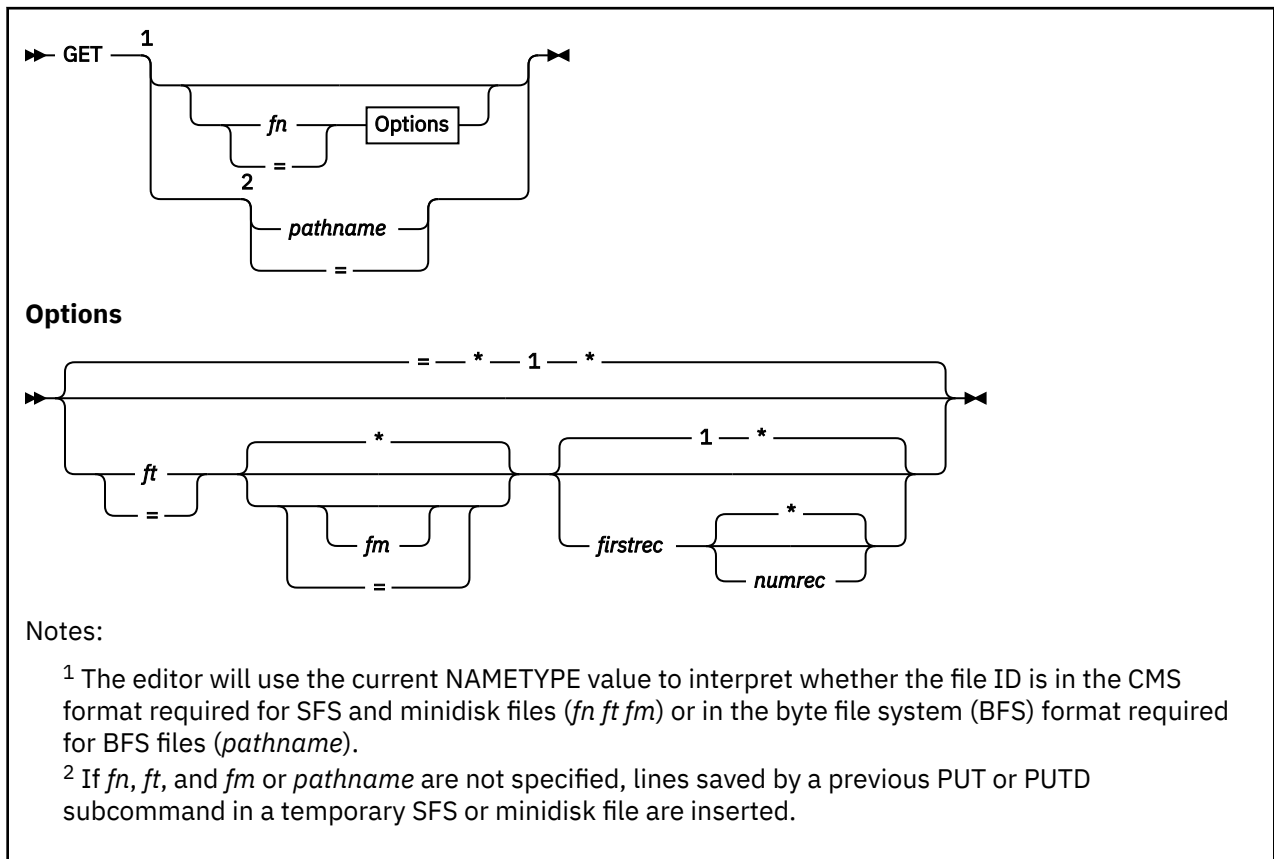 1
GET
fn Options
=
2
pathname
=
Options
= * 1 *
* 1 *
ft
= *
fm firstrec
= numrec
Notes:
1 The editor will use the current NAMETYPE value to interpret whether the file ID is in the CMS
format required for SFS and minidisk files (fn ft fm) or in the byte file system (BFS) format required
for BFS files (pathname).
2 If fn, ft, and fm or pathname are not specified, lines saved by a previous PUT or PUTD
subcommand in a temporary SFS or minidisk file are inserted.